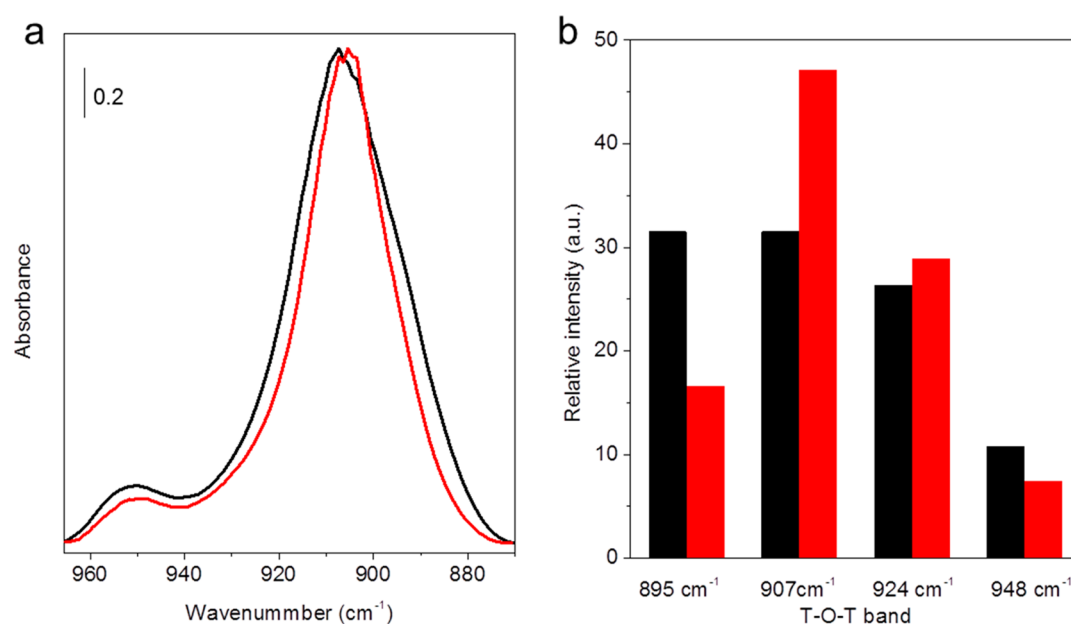 a
0.2
Absorbance
960
940
920
900
880
Wavenummber (cm⁻¹)
b
50
40
30
20
10
0
Relative intensity (a.u.)
895 cm⁻¹
907cm⁻¹
924 cm⁻¹
948 cm⁻¹
T-O-T band